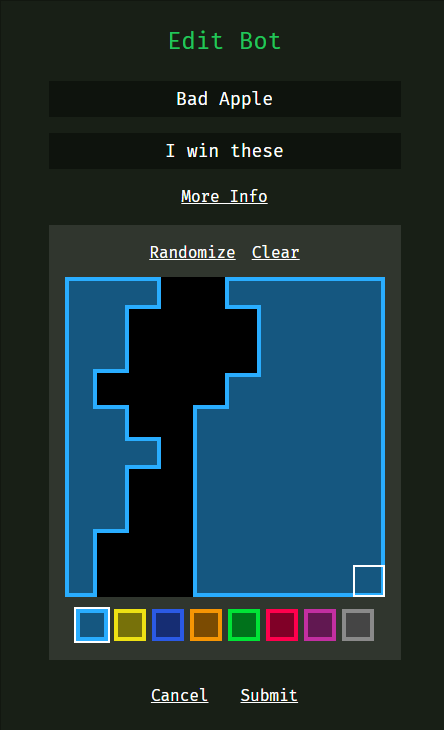 Edit Bot
Bad Apple
I win these
More Info
Randomize Clear
Cancel Submit